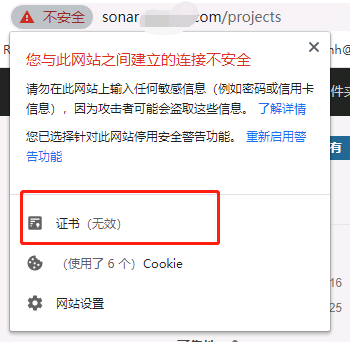 不安全 sonar .com/projects
您与此网站之间建立的连接不安全
请勿在此网站上输入任何敏感信息（例如密码或信用卡
信息），因为攻击者可能会盗取这些信息。 了解详情
您已选择针对此网站停用安全警告功能。 重新启用警
告功能
证书（无效）
（使用了 6 个）Cookie
网站设置
件夹
有
16
25